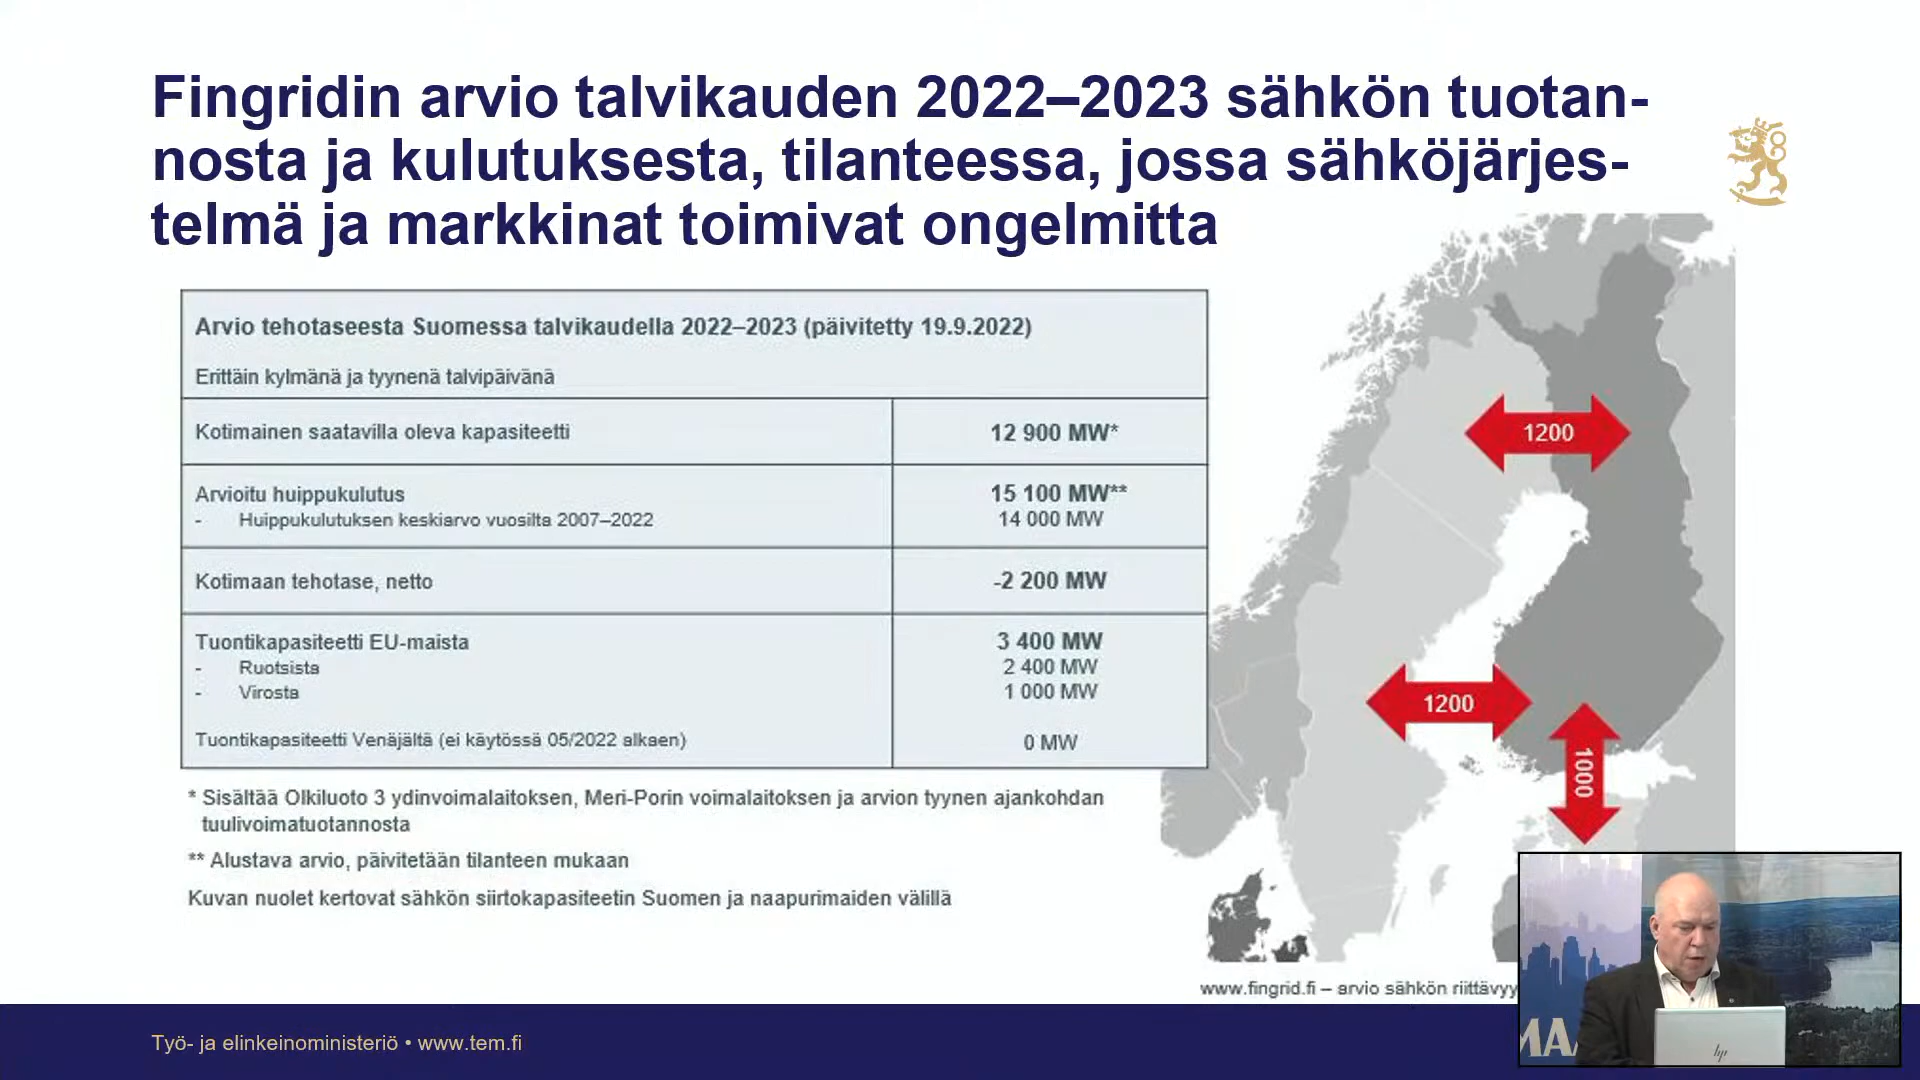 Fingridin arvio talvikauden 2022–2023 sähkön tuotan-
nosta ja kulutuksesta, tilanteessa, jossa sähköjärjes-
telmä ja markkinat toimivat ongelmitta
Arvio tehotaseesta Suomessa talvikaudella 2022–2023 (päivitetty 19.9.2022)
Erittäin kylmänä ja tyynenä talvipäivänä
Kotimainen saatavilla oleva kapasiteetti 12 900 MW*
Arvioitu huippukulutus 15 100 MW**
- Huippukulutuksen keskiarvo vuosilta 2007–2022 14 000 MW
Kotimaan tehotase, netto -2 200 MW
Tuontikapasiteetti EU-maista 3 400 MW
- Ruotsista 2 400 MW
- Virosta 1 000 MW
Tuontikapasiteetti Venäjältä (ei käytössä 05/2022 alkaen) 0 MW
* Sisältää Olkiluoto 3 ydinvoimalaitoksen, Meri-Porin voimalaitoksen ja arvion tyynen ajankohdan
tuulivoimatuotannosta
** Alustava arvio, päivitetään tilanteen mukaan
Kuvan nuolet kertovat sähkön siirtokapasiteetin Suomen ja naapurimaiden välillä
1200
1200
1000
www.fingrid.fi – arvio sähkön riittävyy
Työ- ja elinkeinoministeriö • www.tem.fi
MAA
hp